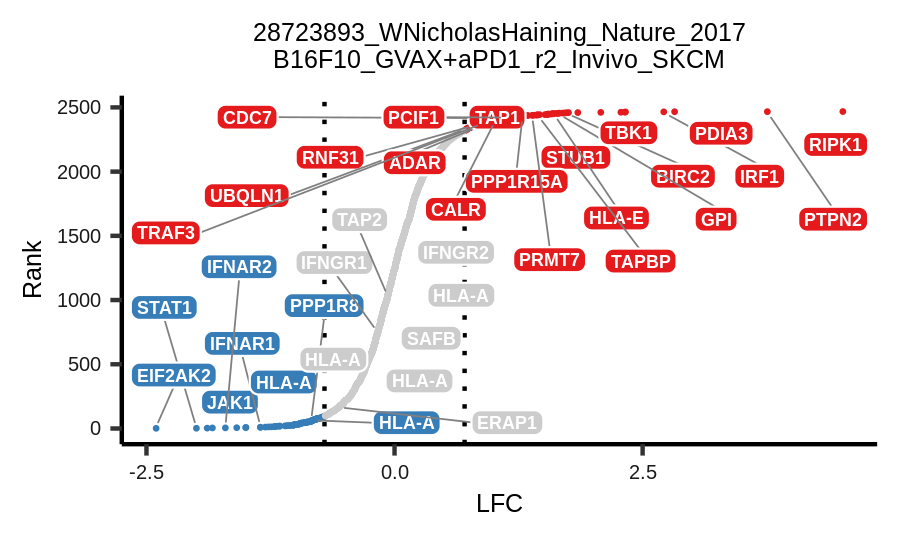 28723893_WNicholasHaining_Nature_2017
B16F10_GVAX+aPD1_r2_Invivo_SKCM
2500
2000
1500
1000
500
0
Rank
CDC7
PCIF1
TAP1
TBK1
PDIA3
RIPK1
RNF31
ADAR
STUB1
BIRC2
IRF1
UBQLN1
PPP1R15A
CALR
TRAF3
TAP2
HLA-E
GPI
PTPN2
IFNAR2
IFNGR1
IFNGR2
PRMT7
TAPBP
STAT1
PPP1R8
HLA-A
IFNAR1
HLA-A
SAFB
EIF2AK2
HLA-A
HLA-A
JAK1
HLA-A
ERAP1
-2.5
0.0
2.5
LFC